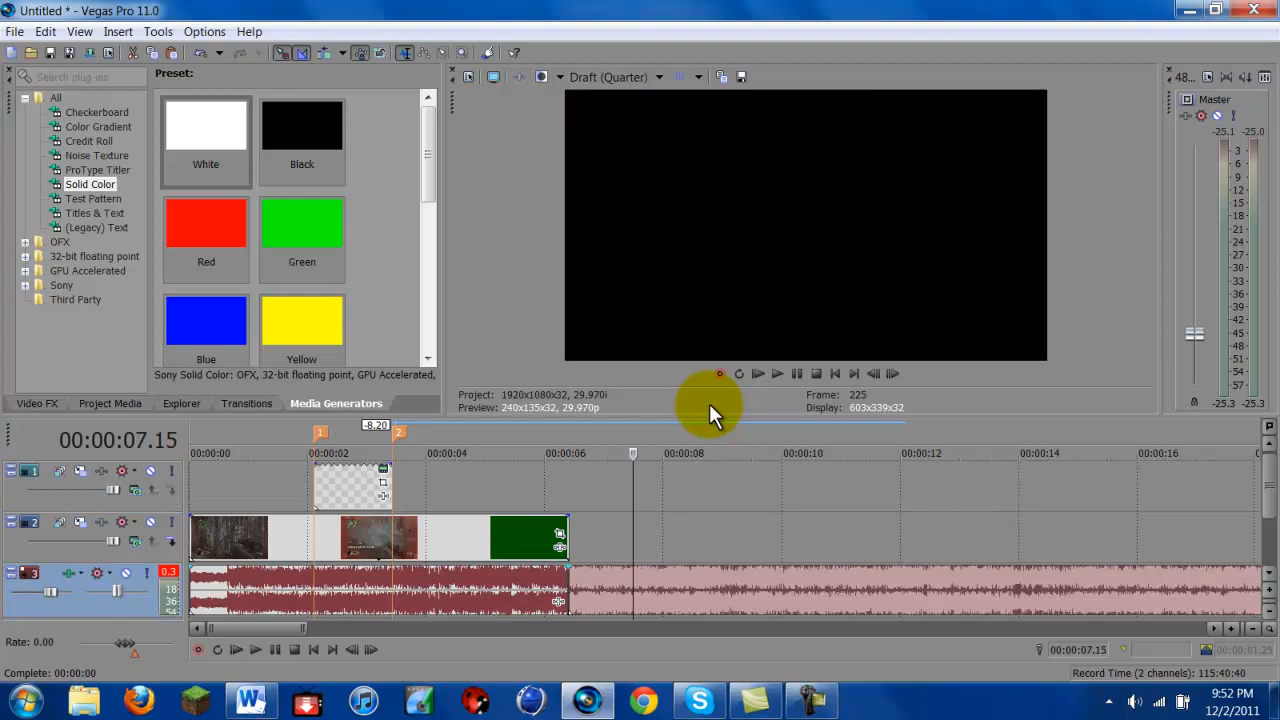 Untitled * - Vegas Pro 11.0
File Edit View Insert Tools Options Help
Search plug-ins
All
Checkerboard
Color Gradient
Credit Roll
Noise Texture
ProType Titler
Solid Color
Test Pattern
Titles & Text
(Legacy) Text
OFX
32-bit floating point
GPU Accelerated
Sony
Third Party
Preset:
White
Black
Red
Green
Blue
Yellow
Sony Solid Color: OFX, 32-bit floating point, GPU Accelerated,
Video FX Project Media Explorer Transitions Media Generators
Draft (Quarter)
Project: 1920x1080x32, 29.970i
Preview: 240x135x32, 29.970p
Frame: 225
Display: 603x339x32
48...
Master
-25.1 -25.0
3
6
9
12
15
18
21
24
27
30
33
36
39
42
45
48
51
54
57
-25.3 -25.3
00:00:07.15
1
-8.20
2
00:00:00 00:00:02 00:00:04 00:00:06 00:00:08 00:00:10 00:00:12 00:00:14 00:00:16
1
2
3
0.3
18
36
54
Rate: 0.00
00:00:07.15
00:00:01.25
Complete: 00:00:00
Record Time (2 channels): 115:40:40
9:52 PM
12/2/2011